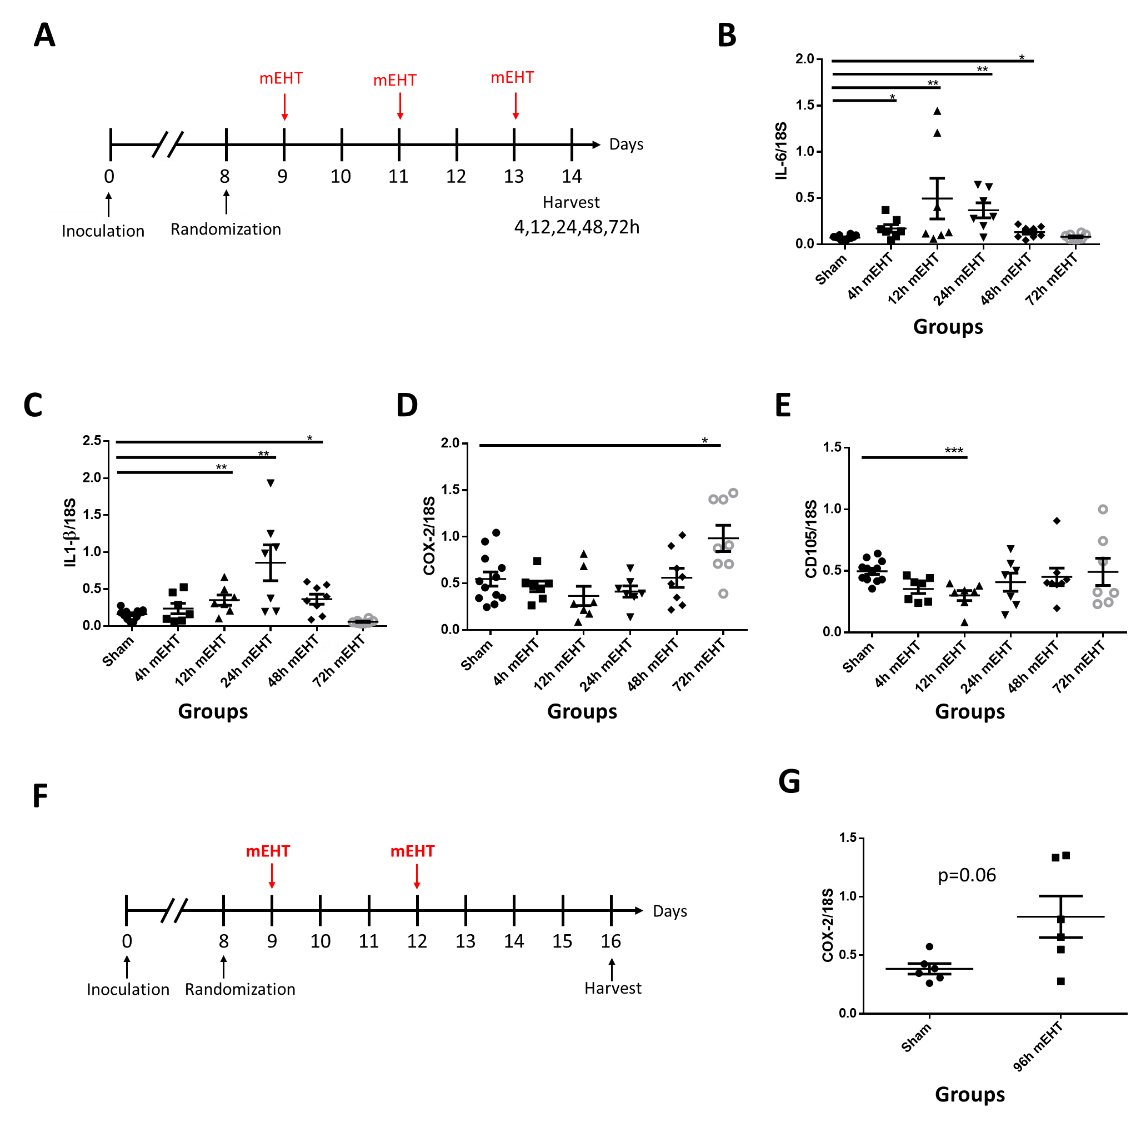 A
mEHT
mEHT
mEHT
Days
0
8
9
10
11
12
13
14
Inoculation
Randomization
Harvest
4,12,24,48,72h
B
IL-6/18S
2.0
1.5
1.0
0.5
0.0
*
**
**
*
Sham
4h mEHT
12h mEHT
24h mEHT
48h mEHT
72h mEHT
Groups
C
IL1-β/18S
2.5
2.0
1.5
1.0
0.5
0.0
*
**
**
Sham
4h mEHT
12h mEHT
24h mEHT
48h mEHT
72h mEHT
Groups
D
COX-2/18S
2.0
1.5
1.0
0.5
0.0
*
Sham
4h mEHT
12h mEHT
24h mEHT
48h mEHT
72h mEHT
Groups
E
CD105/18S
1.5
1.0
0.5
0.0
***
Sham
4h mEHT
12h mEHT
24h mEHT
48h mEHT
72h mEHT
Groups
F
mEHT
mEHT
Days
0
8
9
10
11
12
13
14
15
16
Inoculation
Randomization
Harvest
G
COX-2/18S
1.5
1.0
0.5
0.0
p=0.06
Sham
96h mEHT
Groups